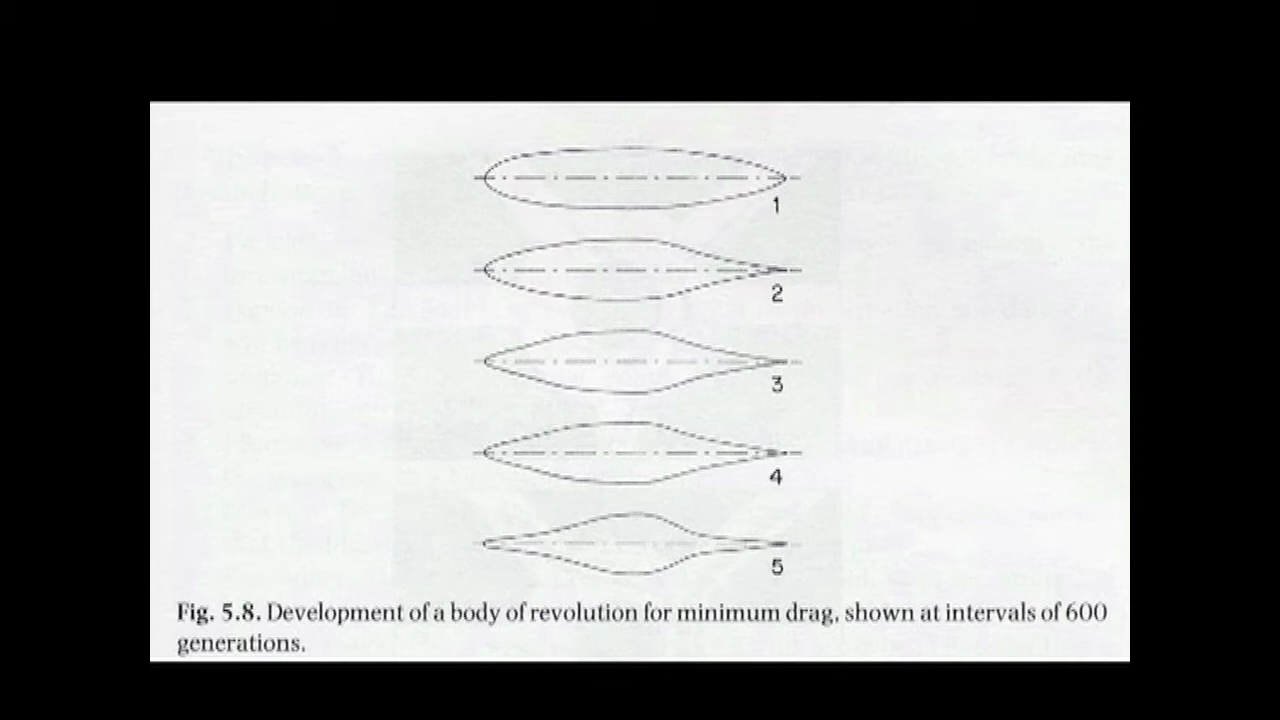 1
2
3
4
5
Fig. 5.8. Development of a body of revolution for minimum drag, shown at intervals of 600
generations.